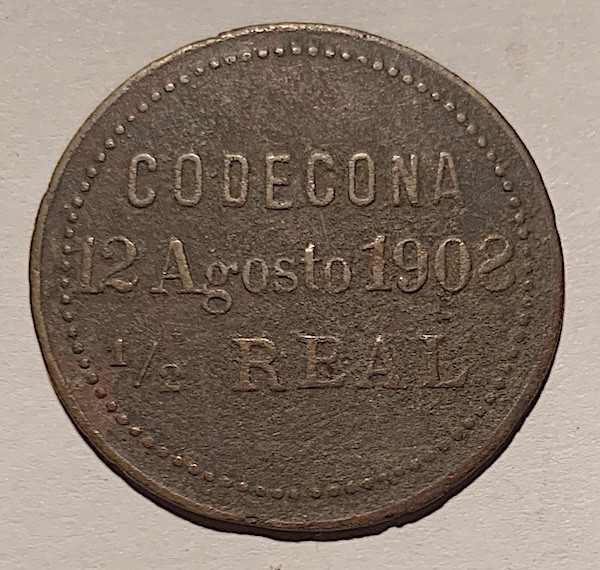 CODECONA
12 Agosto 1908
1/2 REAL